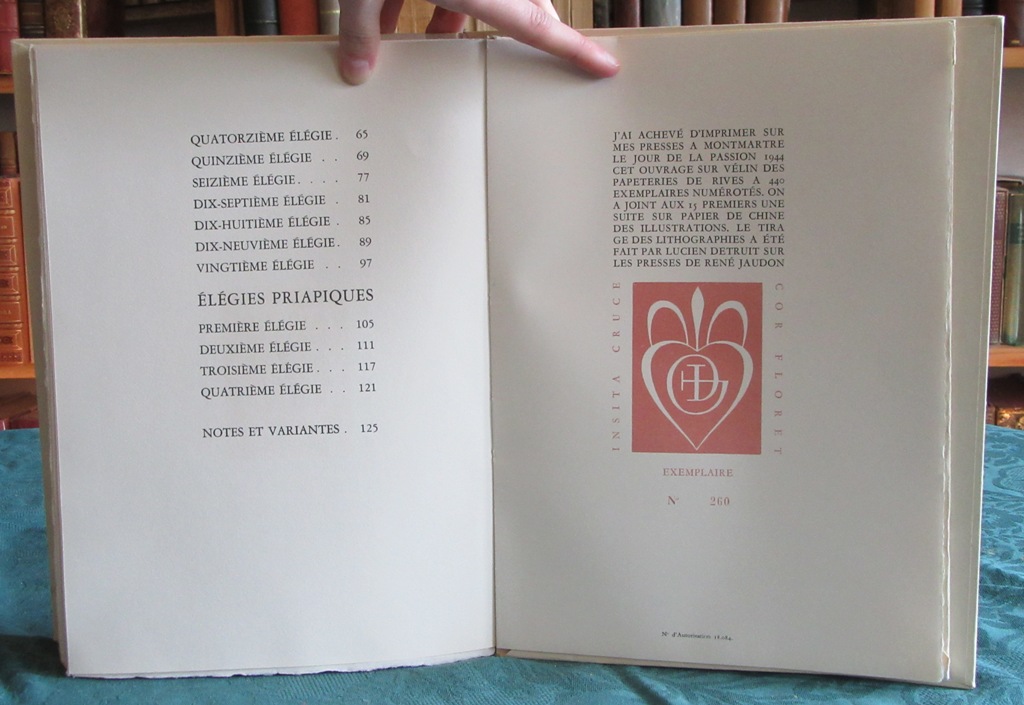 QUATORZIÈME ÉLÉGIE . 65
QUINZIÈME ÉLÉGIE . . 69
SEIZIÈME ÉLÉGIE . . . . 77
DIX-SEPTIÈME ÉLÉGIE . 81
DIX-HUITIÈME ÉLÉGIE . 85
DIX-NEUVIÈME ÉLÉGIE . 89
VINGTIÈME ÉLÉGIE . . 97
ÉLÉGIES PRIAPIQUES
PREMIÈRE ÉLÉGIE . . . 105
DEUXIÈME ÉLÉGIE . . . 111
TROISIÈME ÉLÉGIE . . . 117
QUATRIÈME ÉLÉGIE . . 121
NOTES ET VARIANTES . 125
J'AI ACHEVÉ D'IMPRIMER SUR
MES PRESSES A MONTMARTRE
LE JOUR DE LA PASSION 1944
CET OUVRAGE SUR VÉLIN DES
PAPETERIES DE RIVES A 440
EXEMPLAIRES NUMÉROTÉS. ON
A JOINT AUX 15 PREMIERS UNE
SUITE SUR PAPIER DE CHINE
DES ILLUSTRATIONS. LE TIRA
GE DES LITHOGRAPHIES A ÉTÉ
FAIT PAR LUCIEN DETRUIT SUR
LES PRESSES DE RENÉ JAUDON
INSITA CRUCE
COR FLORET
EXEMPLAIRE
N° 260
N° d'Autorisation 18.084